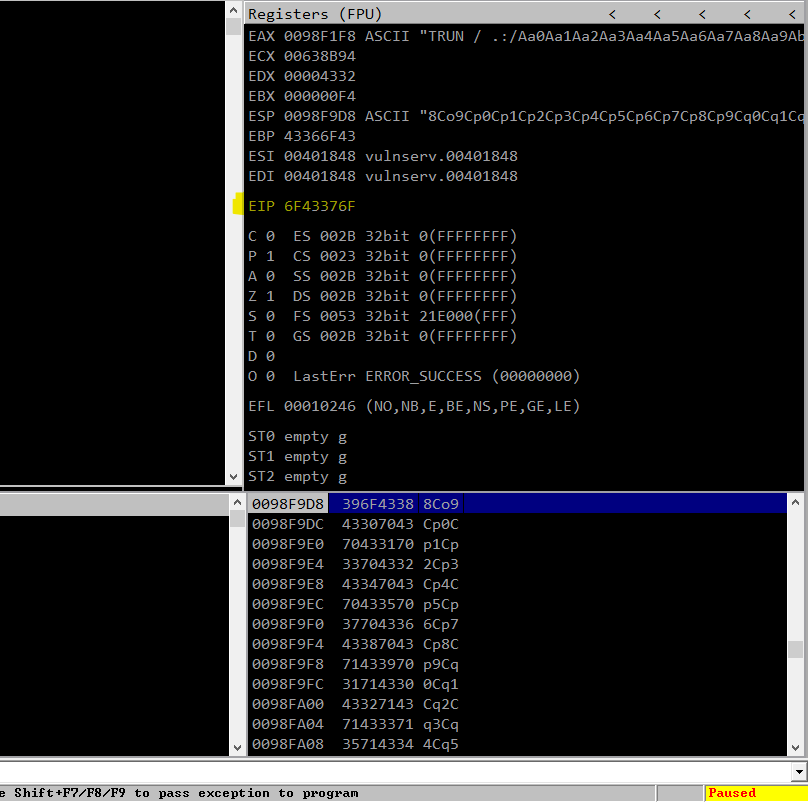 Registers (FPU) < < < < <
EAX 0098F1F8 ASCII "TRUN / .:/Aa0Aa1Aa2Aa3Aa4Aa5Aa6Aa7Aa8Aa9Ab
ECX 00638B94
EDX 00004332
EBX 000000F4
ESP 0098F9D8 ASCII "8Co9Cp0Cp1Cp2Cp3Cp4Cp5Cp6Cp7Cp8Cp9Cq0Cq1Cq
EBP 43366F43
ESI 00401848 vulnserv.00401848
EDI 00401848 vulnserv.00401848
EIP 6F43376F
C 0 ES 002B 32bit 0(FFFFFFFF)
P 1 CS 0023 32bit 0(FFFFFFFF)
A 0 SS 002B 32bit 0(FFFFFFFF)
Z 1 DS 002B 32bit 0(FFFFFFFF)
S 0 FS 0053 32bit 21E000(FFF)
T 0 GS 002B 32bit 0(FFFFFFFF)
D 0
O 0 LastErr ERROR_SUCCESS (00000000)
EFL 00010246 (NO,NB,E,BE,NS,PE,GE,LE)
ST0 empty g
ST1 empty g
ST2 empty g
0098F9D8 396F4338 8Co9
0098F9DC 43307043 Cp0C
0098F9E0 70433170 p1Cp
0098F9E4 33704332 2Cp3
0098F9E8 43347043 Cp4C
0098F9EC 70433570 p5Cp
0098F9F0 37704336 6Cp7
0098F9F4 43387043 Cp8C
0098F9F8 71433970 p9Cq
0098F9FC 31714330 0Cq1
0098FA00 43327143 Cq2C
0098FA04 71433371 q3Cq
0098FA08 35714334 4Cq5
e Shift+F7/F8/F9 to pass exception to program
Paused